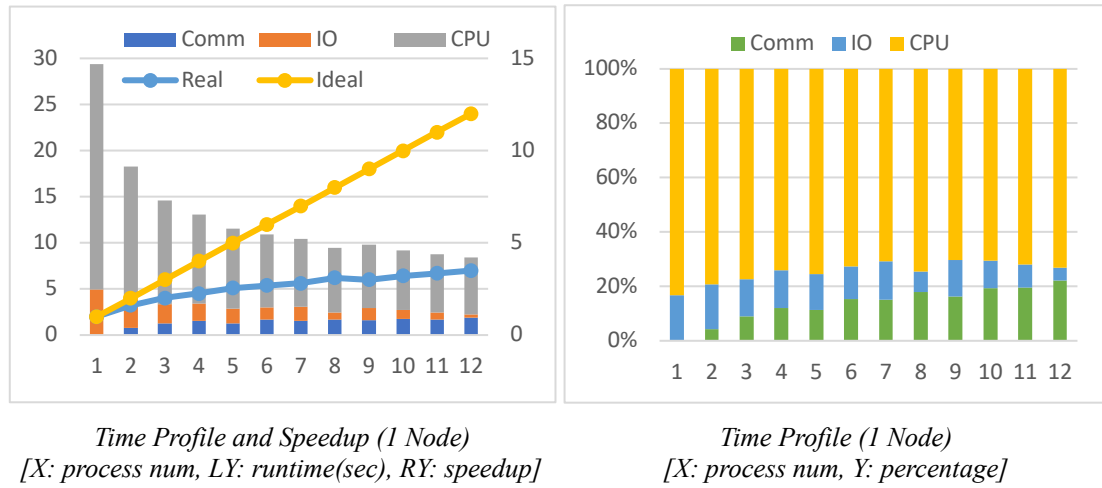 Comm IO CPU
Real Ideal
30
25
20
15
10
5
0
15
10
5
0
1 2 3 4 5 6 7 8 9 10 11 12
Time Profile and Speedup (1 Node)
[X: process num, LY: runtime(sec), RY: speedup]
Comm IO CPU
100%
80%
60%
40%
20%
0%
1 2 3 4 5 6 7 8 9 10 11 12
Time Profile (1 Node)
[X: process num, Y: percentage]